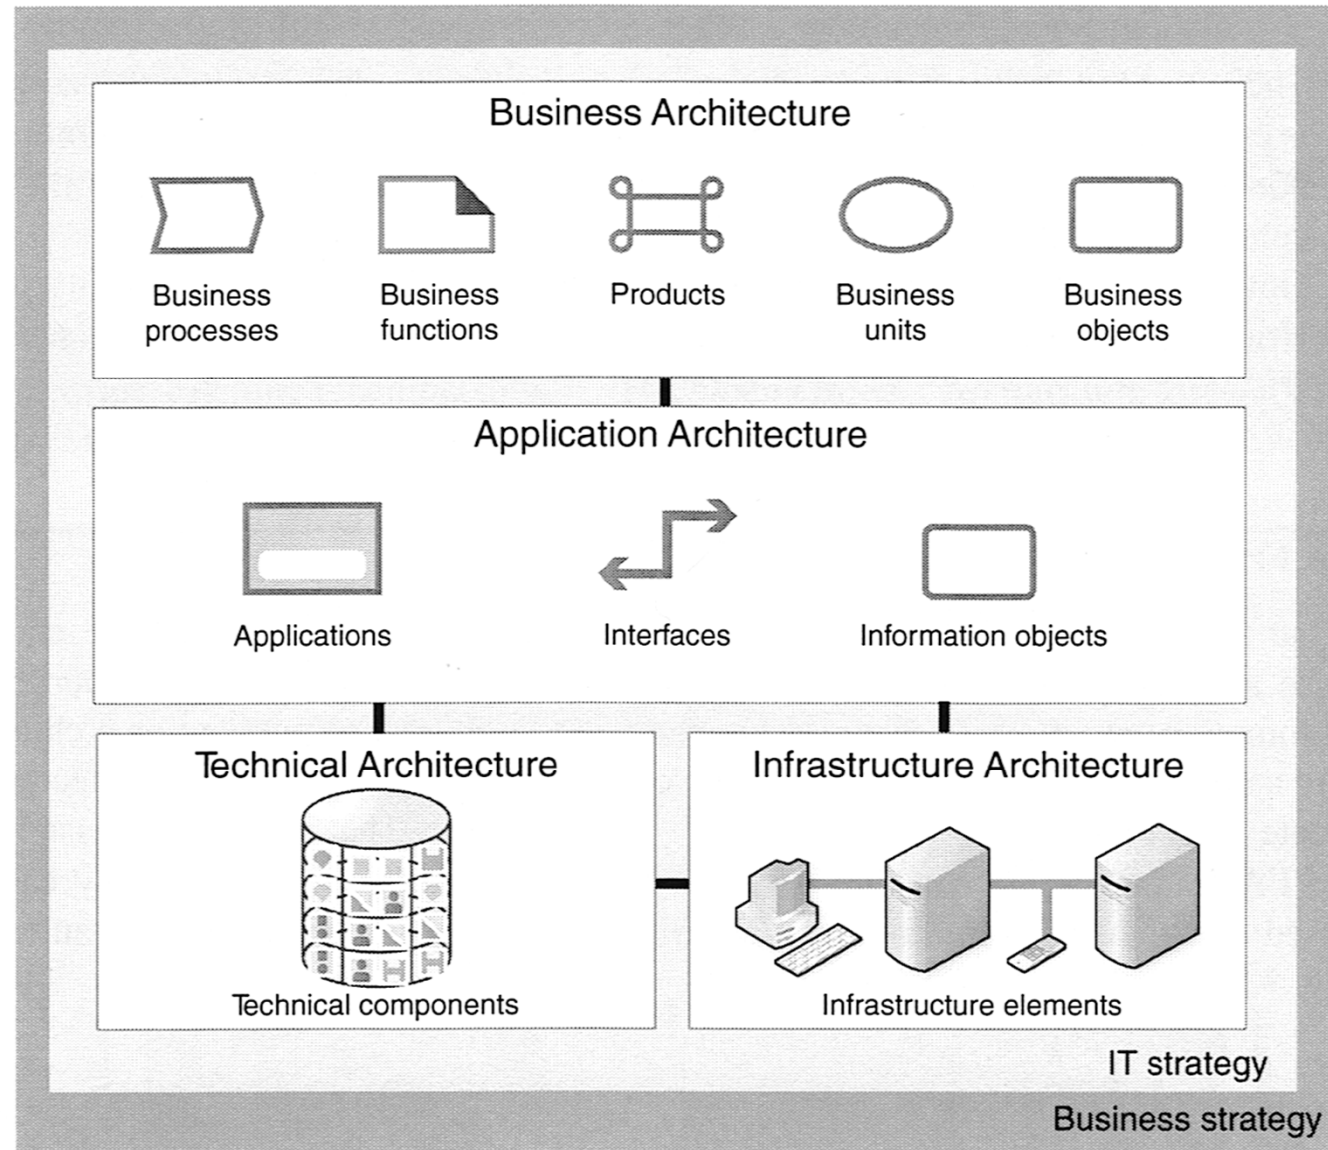 Business Architecture
Business processes
Business functions
Products
Business units
Business objects
Application Architecture
Applications
Interfaces
Information objects
Technical Architecture
Technical components
Infrastructure Architecture
Infrastructure elements
IT strategy
Business strategy